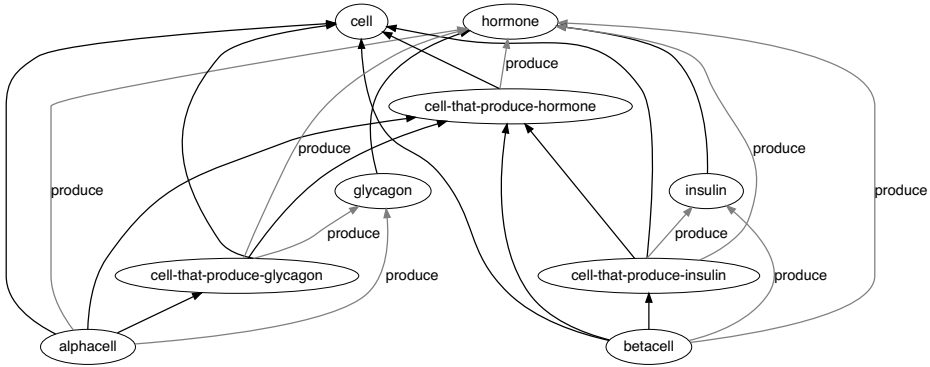 cell
hormone
produce
cell-that-produce-hormone
produce
produce
produce
glycagon
insulin
produce
produce
produce
cell-that-produce-glycagon
produce
cell-that-produce-insulin
produce
alphacell
betacell